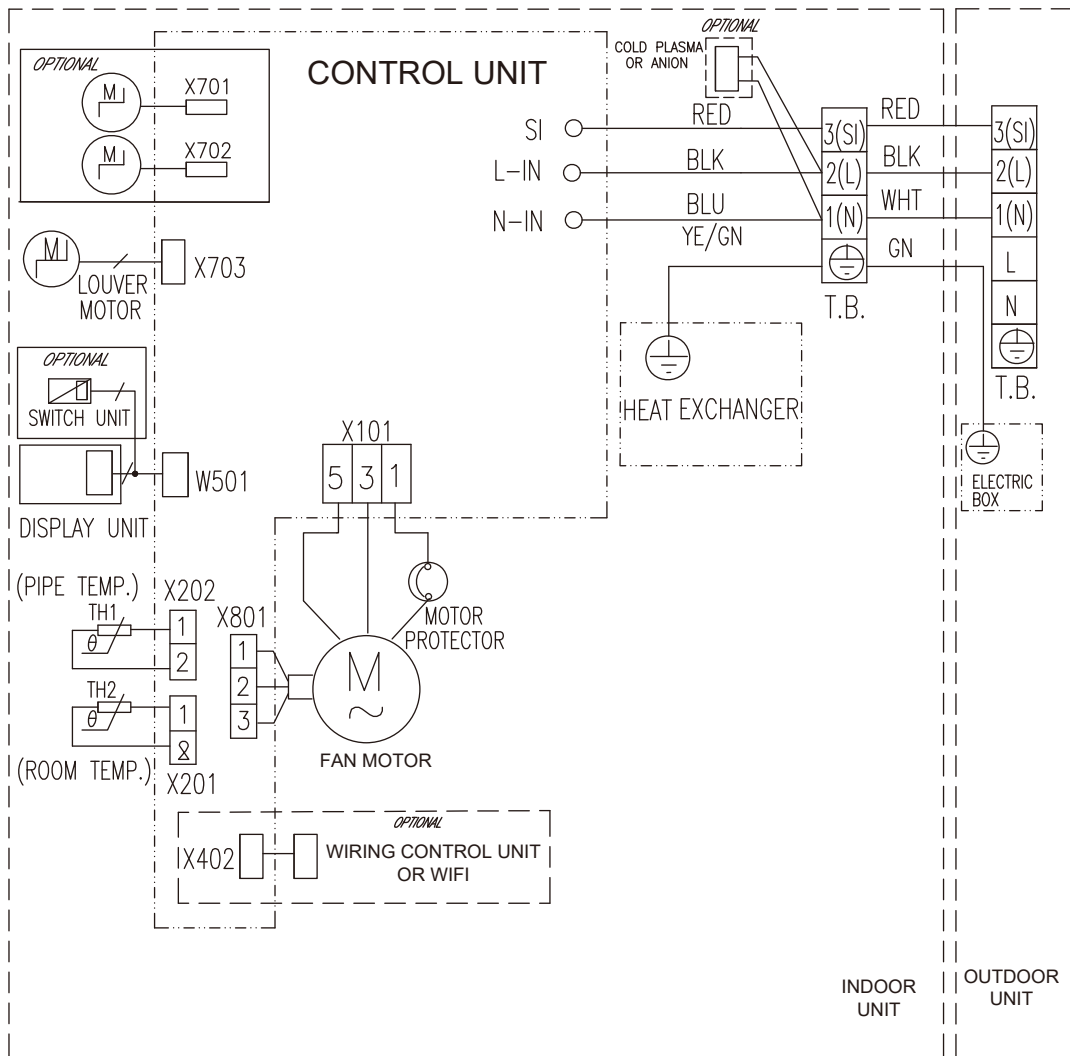 OPTIONAL
M
X701
M
X702
CONTROL UNIT
OPTIONAL
COLD PLASMA
OR ANION
SI
RED
3(SI)
RED
3(SI)
L-IN
BLK
2(L)
BLK
2(L)
N-IN
BLU
YE/GN
1(N)
WHT
1(N)
GN
L
N
T.B.
T.B.
M
LOUVER
MOTOR
X703
OPTIONAL
SWITCH UNIT
W501
DISPLAY UNIT
HEAT EXCHANGER
ELECTRIC
BOX
X101
5 3 1
MOTOR
PROTECTOR
(PIPE TEMP.)
TH1
θ
X202
1
2
TH2
θ
1
(ROOM TEMP.)
X201
X801
1
2
3
M
~
FAN MOTOR
OPTIONAL
X402
WIRING CONTROL UNIT
OR WIFI
INDOOR
UNIT
OUTDOOR
UNIT